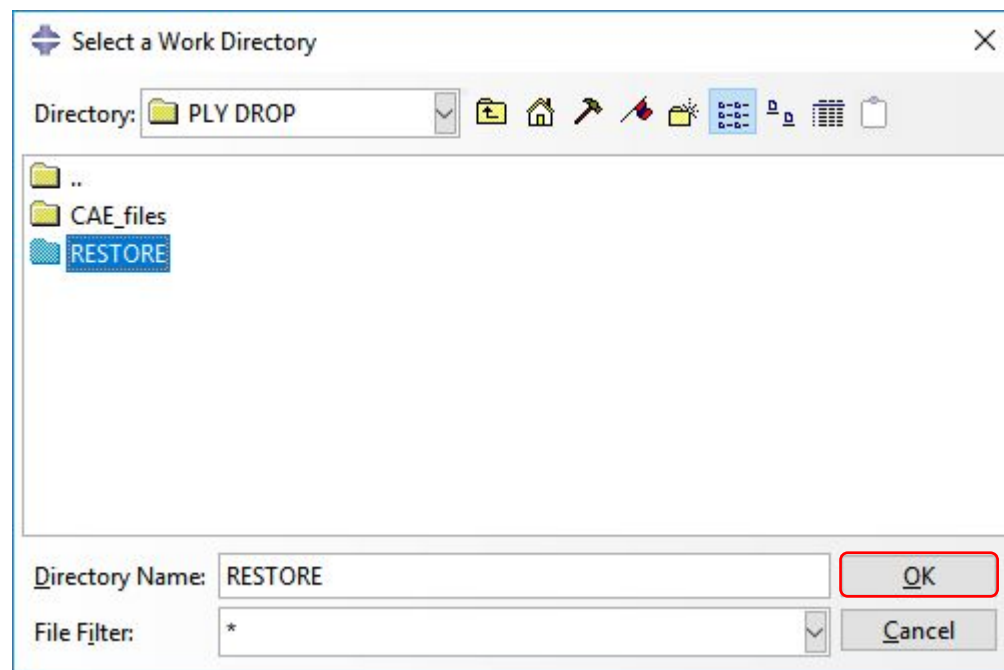 Select a Work Directory
Directory: PLY DROP
..
CAE_files
RESTORE
Directory Name: RESTORE OK
File Filter: * Cancel